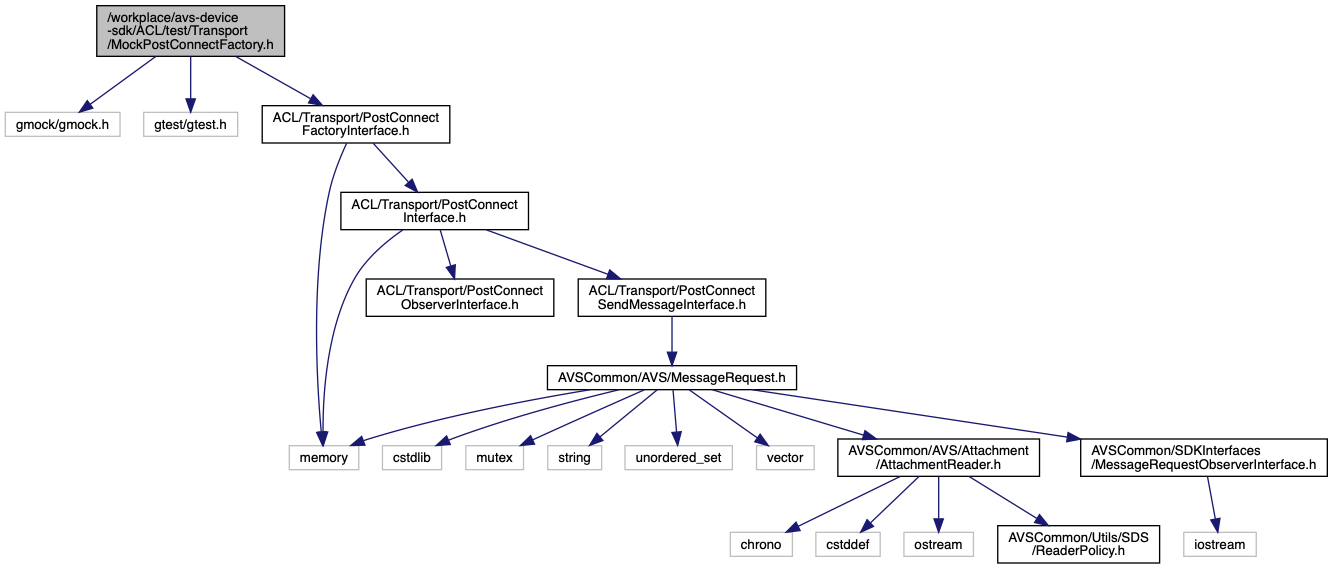 /workplace/avs-device
-sdk/ACL/test/Transport
/MockPostConnectFactory.h
gmock/gmock.h
gtest/gtest.h
ACL/Transport/PostConnect
FactoryInterface.h
ACL/Transport/PostConnect
Interface.h
ACL/Transport/PostConnect
ObserverInterface.h
ACL/Transport/PostConnect
SendMessageInterface.h
AVSCommon/AVS/MessageRequest.h
memory
cstdlib
mutex
string
unordered_set
vector
AVSCommon/AVS/Attachment
/AttachmentReader.h
AVSCommon/SDKInterfaces
/MessageRequestObserverInterface.h
chrono
cstddef
ostream
AVSCommon/Utils/SDS
/ReaderPolicy.h
iostream